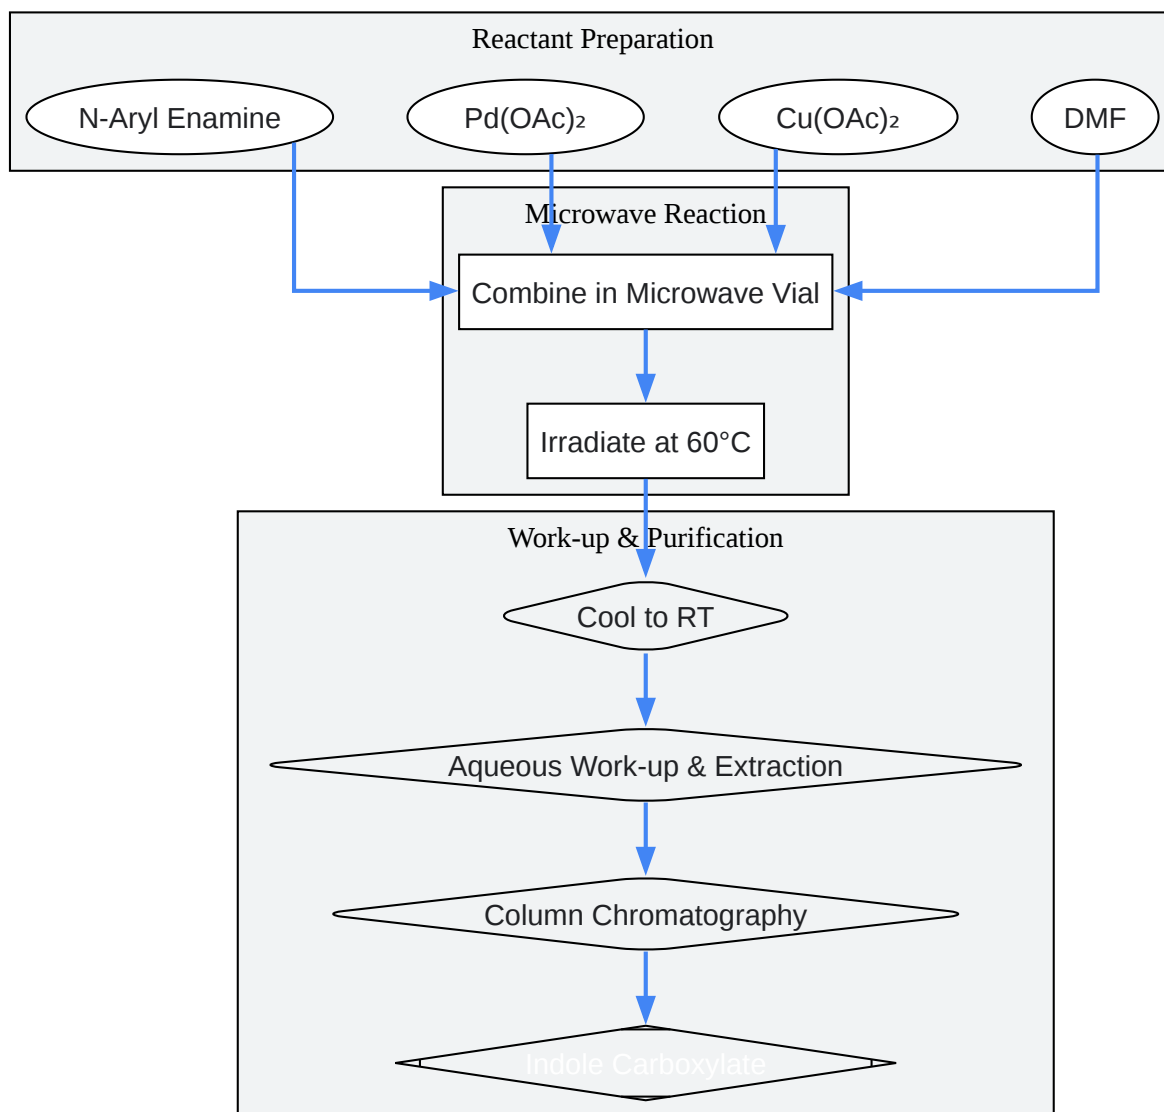 Reactant Preparation
N-Aryl Enamine
Pd(OAc)₂
Cu(OAc)₂
DMF
Microwave Reaction
Combine in Microwave Vial
Irradiate at 60°C
Work-up & Purification
Cool to RT
Aqueous Work-up & Extraction
Column Chromatography
Indole Carboxylate